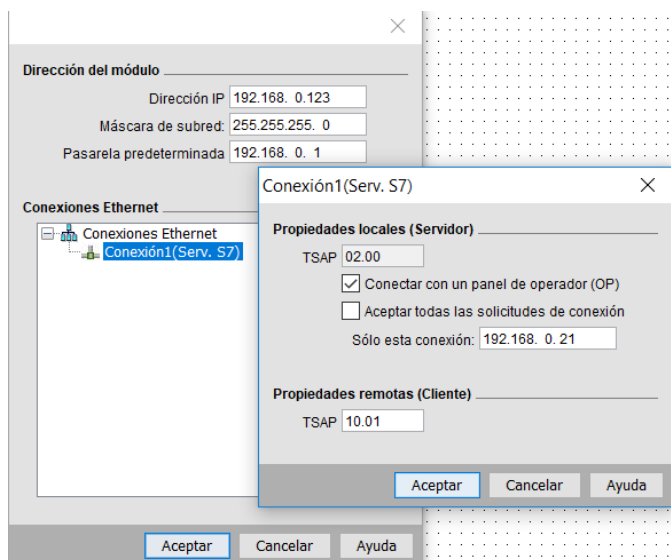 Dirección del módulo
Dirección IP 192.168. 0.123
Máscara de subred: 255.255.255. 0
Pasarela predeterminada 192.168. 0. 1
Conexiones Ethernet
Conexiones Ethernet
Conexión1(Serv. S7)
Aceptar Cancelar Ayuda
Conexión1(Serv. S7)
Propiedades locales (Servidor)
TSAP 02.00
Conectar con un panel de operador (OP)
Aceptar todas las solicitudes de conexión
Sólo esta conexión: 192.168. 0. 21
Propiedades remotas (Cliente)
TSAP 10.01
Aceptar Cancelar Ayuda